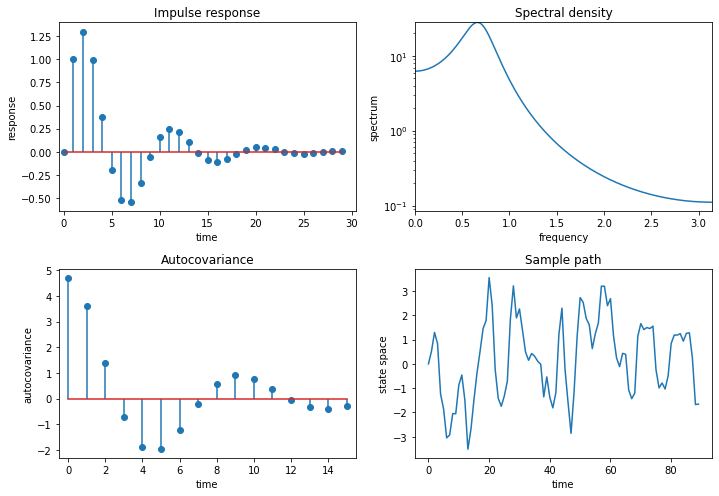 Impulse response
1.25
1.00
0.75
0.50
0.25
0.00
−0.25
−0.50
response
0 5 10 15 20 25 30
time
Spectral density
10¹
10⁰
10⁻¹
spectrum
0.0 0.5 1.0 1.5 2.0 2.5 3.0
frequency
Autocovariance
5
4
3
2
1
0
−1
−2
autocovariance
0 2 4 6 8 10 12 14
time
Sample path
3
2
1
0
−1
−2
−3
state space
0 20 40 60 80
time